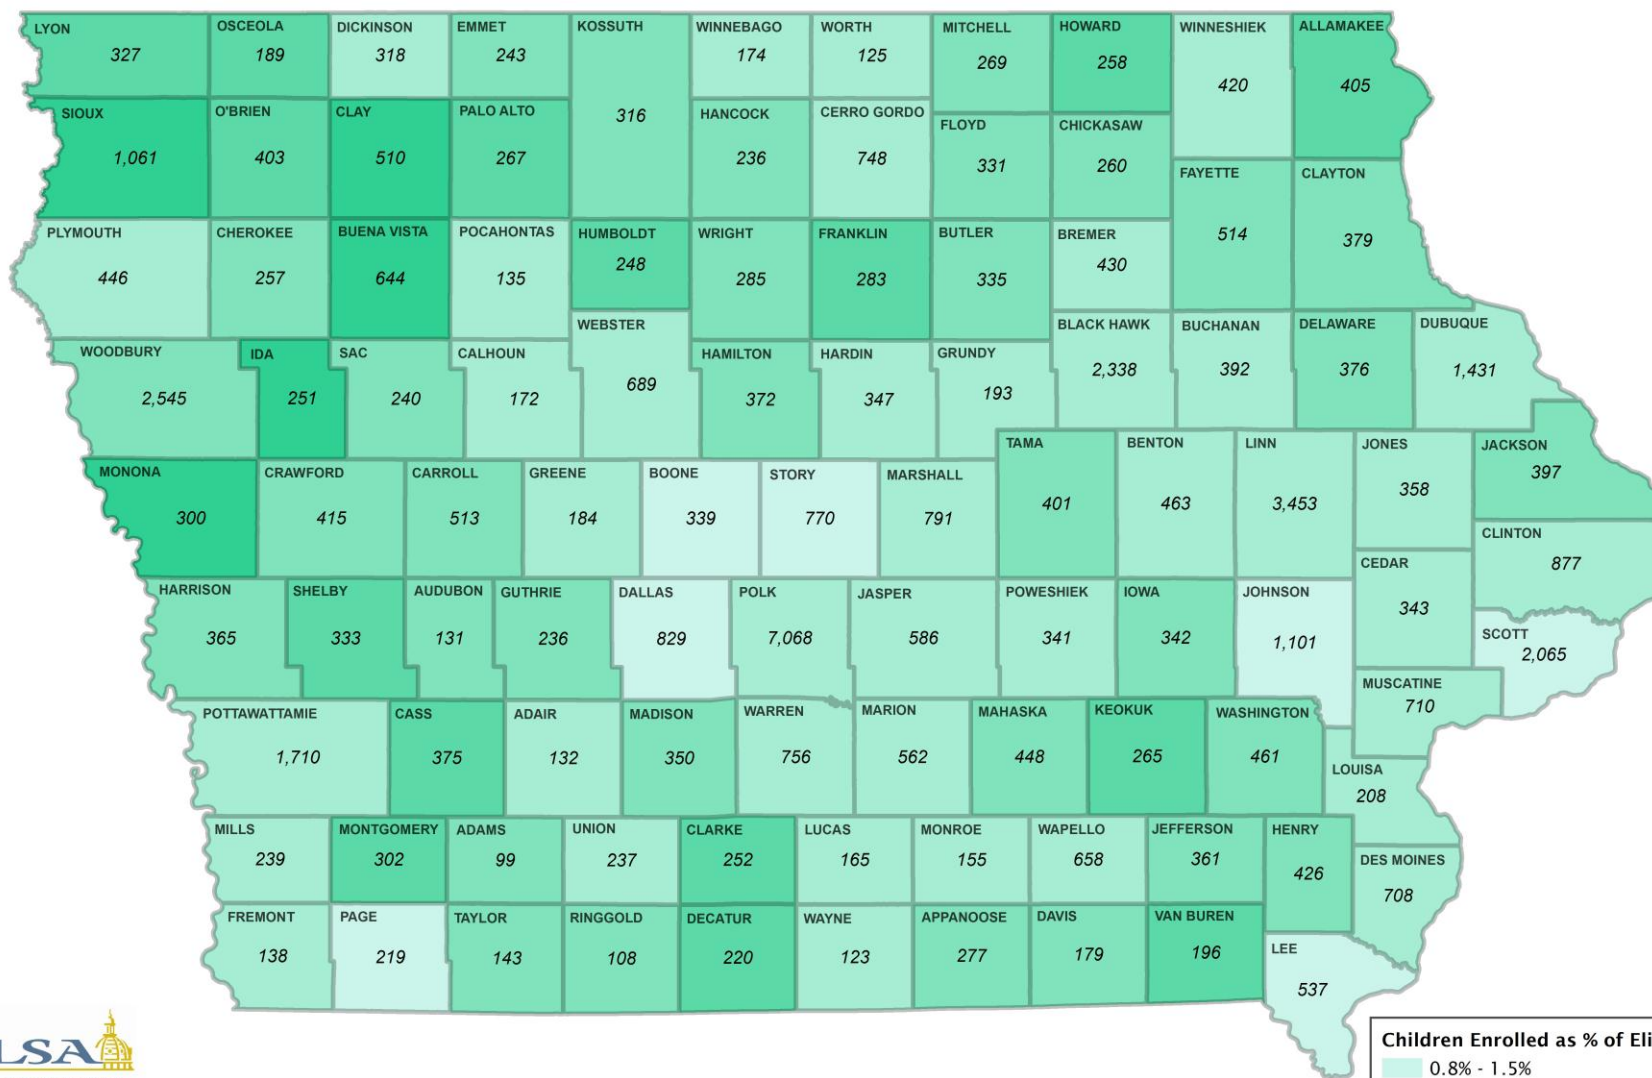 LYON
327
OSCEOLA
189
DICKINSON
318
EMMET
243
KOSSUTH
316
WINNEBAGO
174
WORTH
125
MITCHELL
269
HOWARD
258
WINNESHIEK
420
ALLAMAKEE
405
SIOUX
1,061
O'BRIEN
403
CLAY
510
PALO ALTO
267
HANCOCK
236
CERRO GORDO
748
FLOYD
331
CHICKASAW
260
FAYETTE
514
CLAYTON
379
PLYMOUTH
446
CHEROKEE
257
BUENA VISTA
644
POCAHONTAS
135
HUMBOLDT
248
WRIGHT
285
FRANKLIN
283
BUTLER
335
BREMER
430
WEBSTER
689
BLACK HAWK
2,338
BUCHANAN
392
DELAWARE
376
DUBUQUE
1,431
WOODBURY
2,545
IDA
251
SAC
240
CALHOUN
172
HAMILTON
372
HARDIN
347
GRUNDY
193
TAMA
401
BENTON
463
LINN
3,453
JONES
358
JACKSON
397
MONONA
300
CRAWFORD
415
CARROLL
513
GREENE
184
BOONE
339
STORY
770
MARSHALL
791
CLINTON
877
CEDAR
343
HARRISON
365
SHELBY
333
AUDUBON
131
GUTHRIE
236
DALLAS
829
POLK
7,068
JASPER
586
POWESHIEK
341
IOWA
342
JOHNSON
1,101
SCOTT
2,065
MUSCATINE
710
POTTAWATTAMIE
1,710
CASS
375
ADAIR
132
MADISON
350
WARREN
756
MARION
562
MAHASKA
448
KEOKUK
265
WASHINGTON
461
LOUISA
208
MILLS
239
MONTGOMERY
302
ADAMS
99
UNION
237
CLARKE
252
LUCAS
165
MONROE
155
WAPELLO
658
JEFFERSON
361
HENRY
426
DES MOINES
708
FREMONT
138
PAGE
219
TAYLOR
143
RINGGOLD
108
DECATUR
220
WAYNE
123
APPANOOSE
277
DAVIS
179
VAN BUREN
196
LEE
537
LSA
Children Enrolled as % of Eli
0.8% - 1.5%